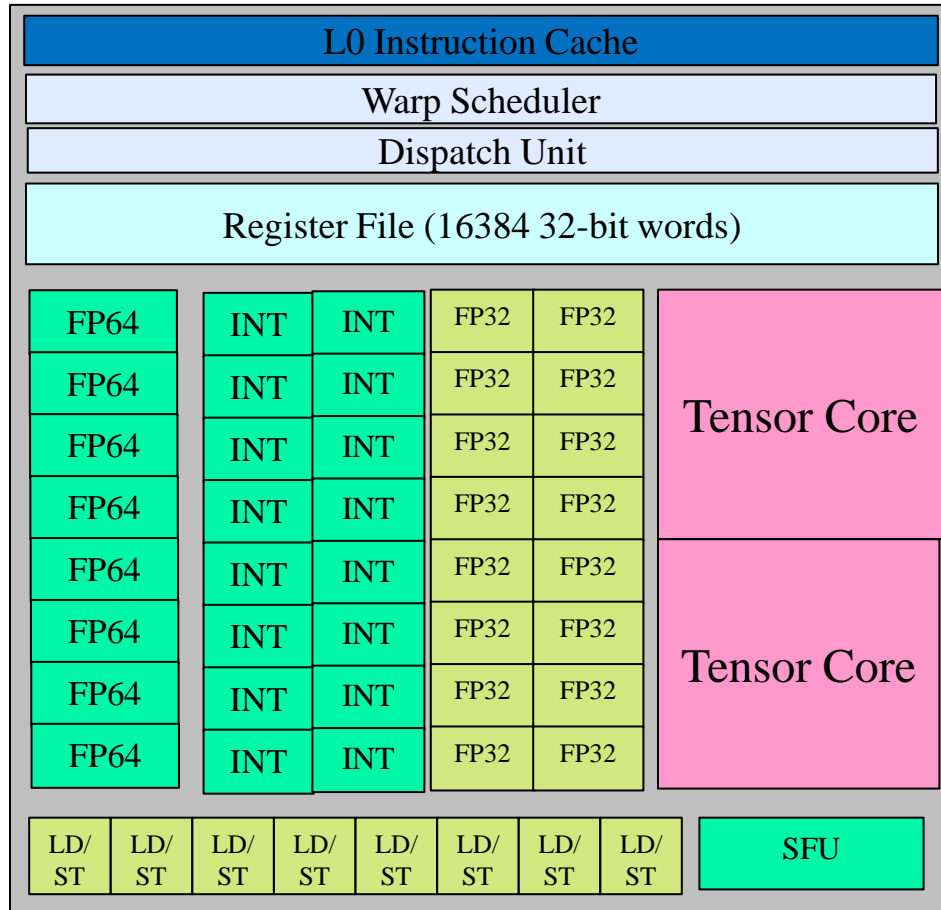 L0 Instruction Cache
Warp Scheduler
Dispatch Unit
Register File (16384 32-bit words)
FP64 INT INT FP32 FP32
FP64 INT INT FP32 FP32
FP64 INT INT FP32 FP32
FP64 INT INT FP32 FP32
Tensor Core
FP64 INT INT FP32 FP32
FP64 INT INT FP32 FP32
FP64 INT INT FP32 FP32
FP64 INT INT FP32 FP32
Tensor Core
LD/ LD/ LD/ LD/ LD/ LD/ LD/ LD/
ST ST ST ST ST ST ST ST
SFU